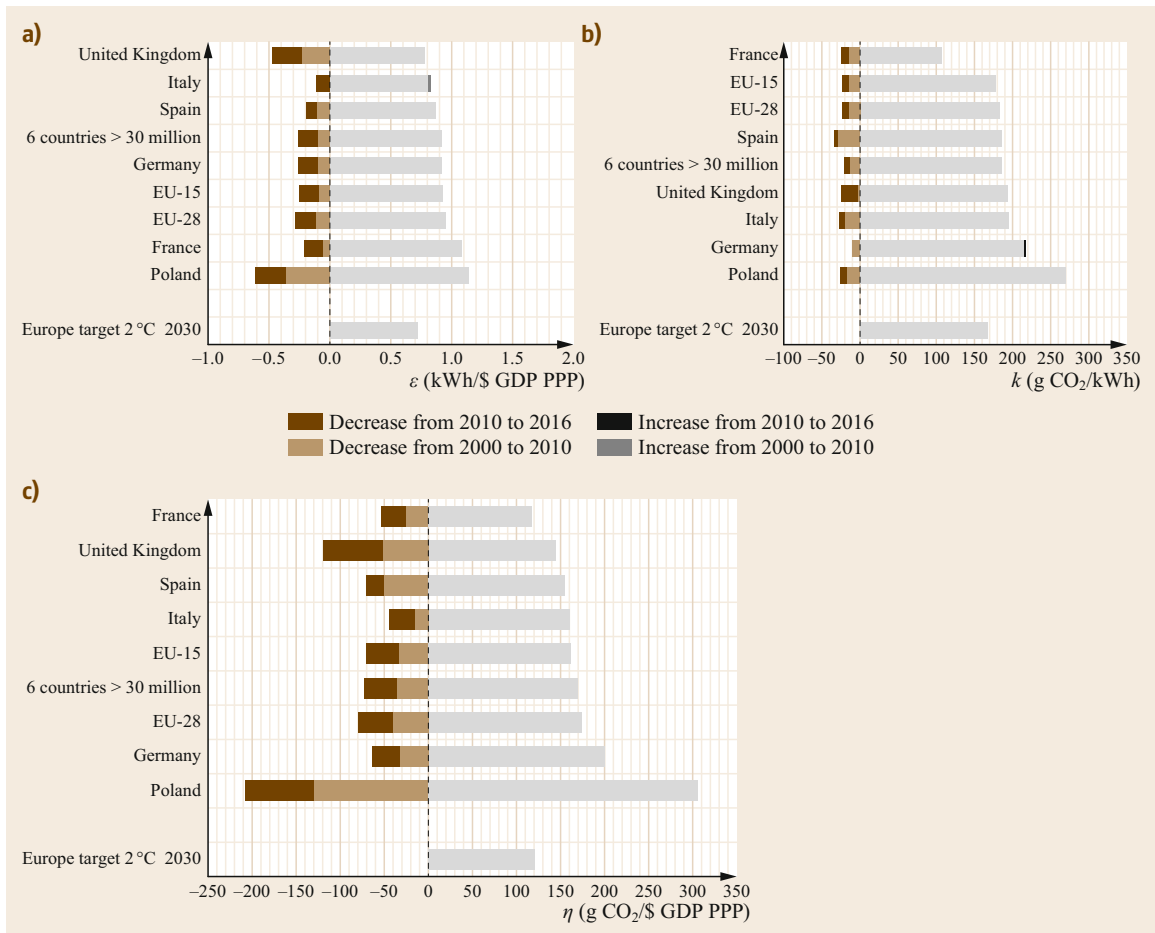 a)
United Kingdom
Italy
Spain
6 countries > 30 million
Germany
EU-15
EU-28
France
Poland
Europe target 2 °C 2030
−1.0 −0.5 0.0 0.5 1.0 1.5 2.0
ε (kWh/$ GDP PPP)
b)
France
EU-15
EU-28
Spain
6 countries > 30 million
United Kingdom
Italy
Germany
Poland
Europe target 2 °C 2030
−100 −50 0 50 100 150 200 250 300 350
k (g CO₂/kWh)
Decrease from 2010 to 2016
Decrease from 2000 to 2010
Increase from 2010 to 2016
Increase from 2000 to 2010
c)
France
United Kingdom
Spain
Italy
EU-15
6 countries > 30 million
EU-28
Germany
Poland
Europe target 2 °C 2030
−250 −200 −150 −100 −50 0 50 100 150 200 250 300 350
η (g CO₂/$ GDP PPP)